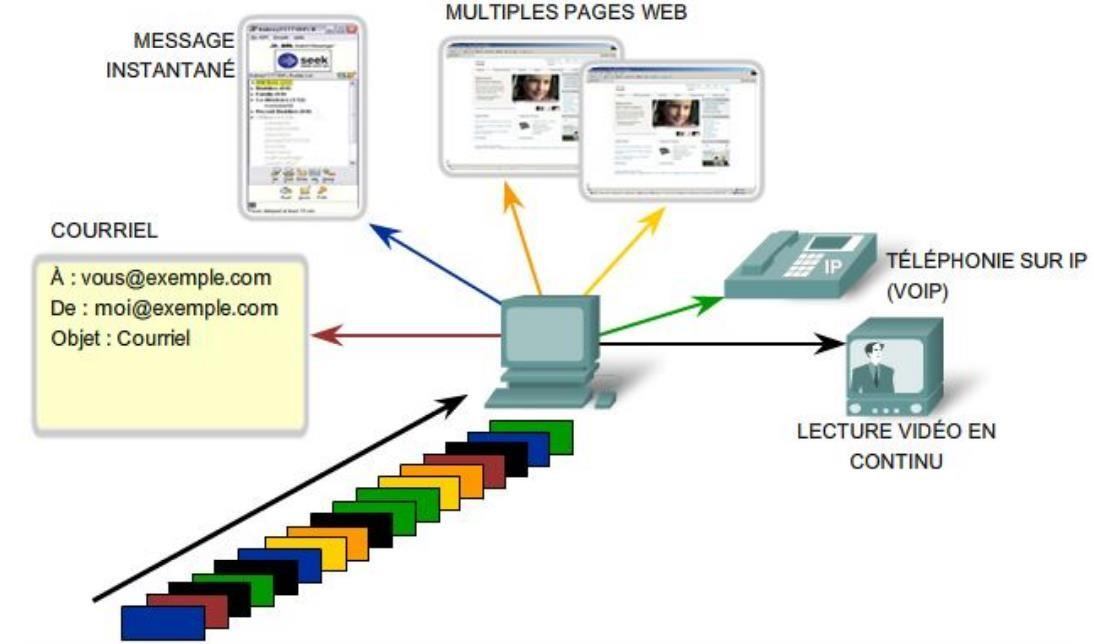 MULTIPLES PAGES WEB
MESSAGE
INSTANTANÉ
seek
COURRIEL
À : vous@exemple.com
De : moi@exemple.com
Objet : Courriel
IP
TÉLÉPHONIE SUR IP
(VOIP)
LECTURE VIDÉO EN
CONTINU